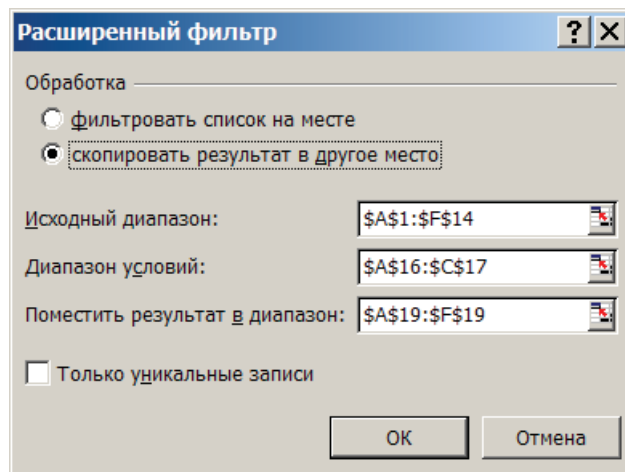 Расширенный фильтр
Обработка
фильтровать список на месте
скопировать результат в другое место
Исходный диапазон: $A$1:$F$14
Диапазон условий: $A$16:$C$17
Поместить результат в диапазон: $A$19:$F$19
Только уникальные записи
ОК Отмена